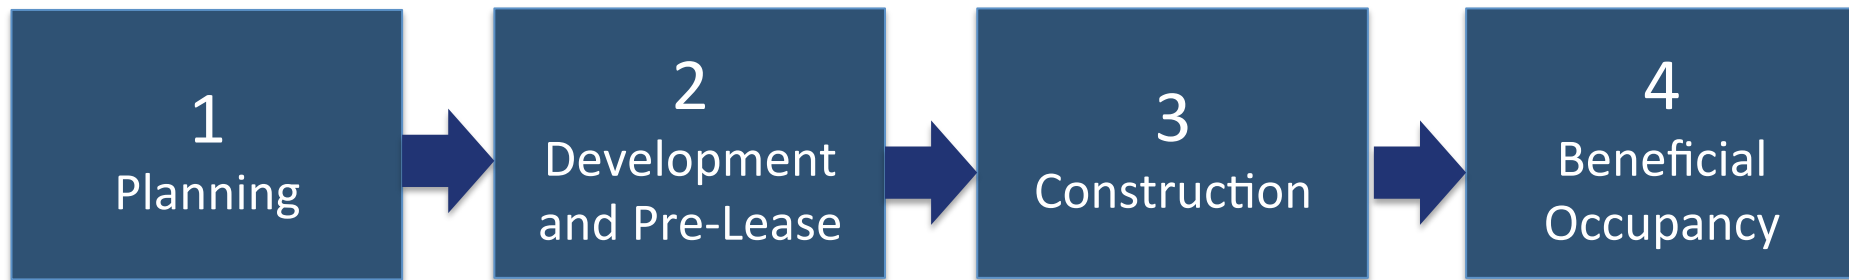 1
Planning
2
Development
and Pre-Lease
3
Construction
4
Beneficial
Occupancy